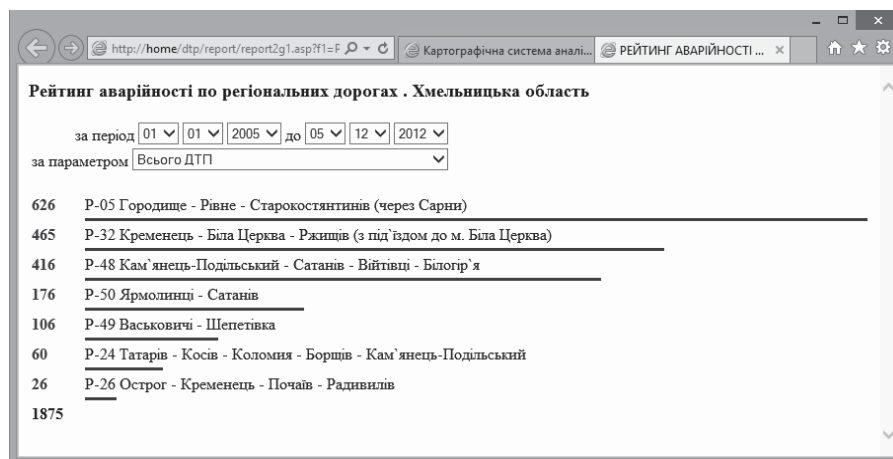 http://home/dtp/report/report2g1.asp?f1=F
Картографічна система аналі...
РЕЙТИНГ АВАРІЙНОСТІ ...
Рейтинг аварійності по регіональних дорогах . Хмельницька область
за період 01 01 2005 до 05 12 2012
за параметром Всього ДТП
626 Р-05 Городище - Рівне - Старокостянтинів (через Сарни)
465 Р-32 Кременець - Біла Церква - Ржищів (з під`їздом до м. Біла Церква)
416 Р-48 Кам`янець-Подільський - Сатанів - Війтівці - Білогір`я
176 Р-50 Ярмолинці - Сатанів
106 Р-49 Васьковичі - Шепетівка
60 Р-24 Татарів - Косів - Коломия - Борщів - Кам`янець-Подільський
26 Р-26 Острог - Кременець - Почаїв - Радивилів
1875